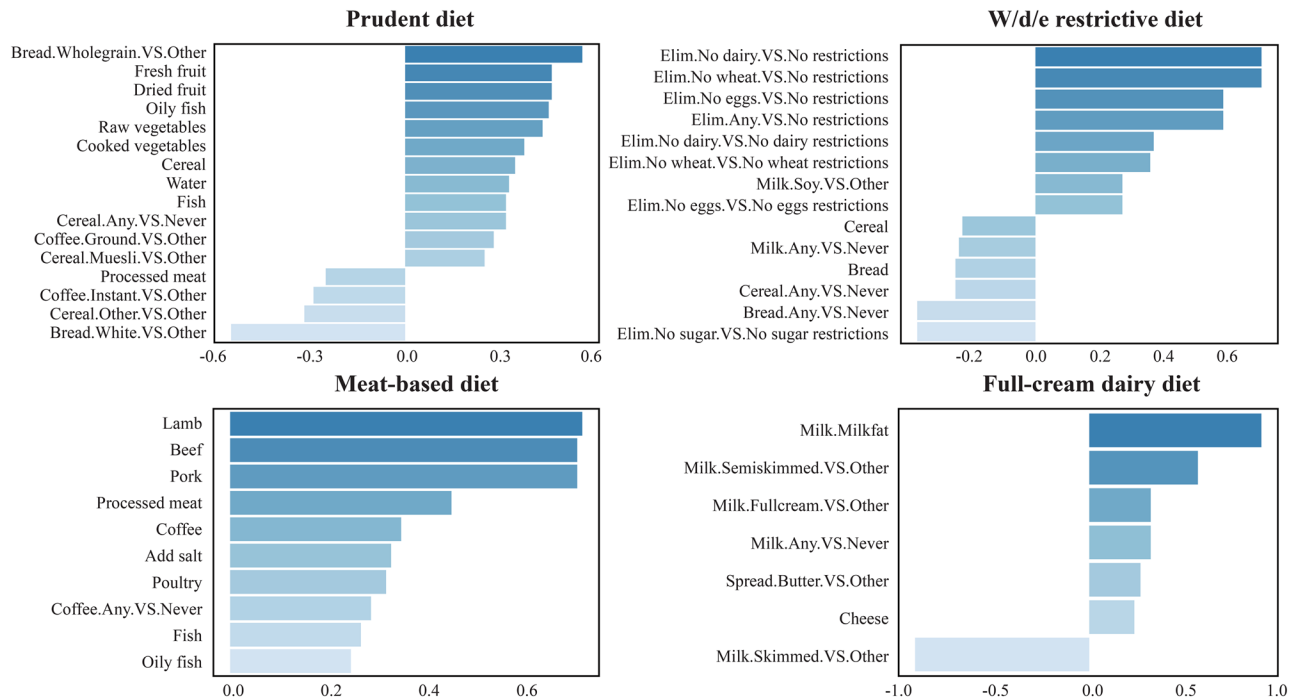 Prudent diet
Bread.Wholegrain.VS.Other
Fresh fruit
Dried fruit
Oily fish
Raw vegetables
Cooked vegetables
Cereal
Water
Fish
Cereal.Any.VS.Never
Coffee.Ground.VS.Other
Cereal.Muesli.VS.Other
Processed meat
Coffee.Instant.VS.Other
Cereal.Other.VS.Other
Bread.White.VS.Other
-0.6 -0.3 0.0 0.3 0.6
W/d/e restrictive diet
Elim.No dairy.VS.No restrictions
Elim.No wheat.VS.No restrictions
Elim.No eggs.VS.No restrictions
Elim.Any.VS.No restrictions
Elim.No dairy.VS.No dairy restrictions
Elim.No wheat.VS.No wheat restrictions
Milk.Soy.VS.Other
Elim.No eggs.VS.No eggs restrictions
Cereal
Milk.Any.VS.Never
Bread
Cereal.Any.VS.Never
Bread.Any.VS.Never
Elim.No sugar.VS.No sugar restrictions
-0.2 0.0 0.2 0.4 0.6
Meat-based diet
Lamb
Beef
Pork
Processed meat
Coffee
Add salt
Poultry
Coffee.Any.VS.Never
Fish
Oily fish
0.0 0.2 0.4 0.6
Full-cream dairy diet
Milk.Milkfat
Milk.Semiskimmed.VS.Other
Milk.Fullcream.VS.Other
Milk.Any.VS.Never
Spread.Butter.VS.Other
Cheese
Milk.Skimmed.VS.Other
-1.0 -0.5 0.0 0.5 1.0